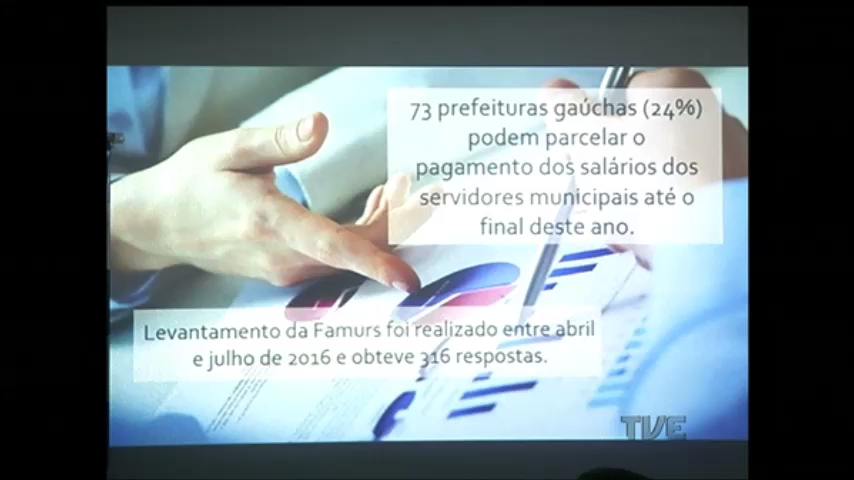 73 prefeituras gaúchas (24%)
podem parcelar o
pagamento dos salários dos
servidores municipais até o
final deste ano.
Levantamento da Famurs foi realizado entre abril
e julho de 2016 e obteve 316 respostas.
TVE